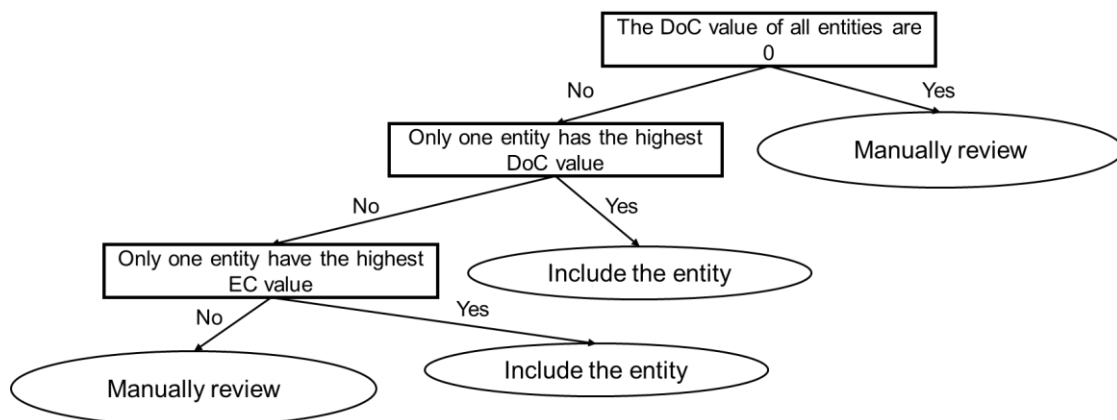 The DoC value of all entities are
0
No
Yes
Only one entity has the highest
DoC value
Manually review
No
Yes
Only one entity have the highest
EC value
Include the entity
No
Yes
Manually review
Include the entity